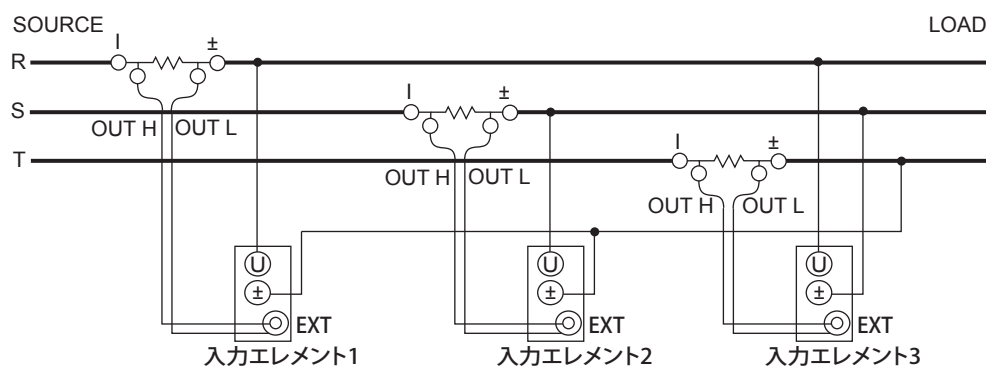 SOURCE LOAD
I ±
R
I ±
S
OUT H OUT L
I ±
T
OUT H OUT L
OUT H OUT L
U U U
± ± ±
EXT EXT EXT
入力エレメント1 入力エレメント2 入力エレメント3